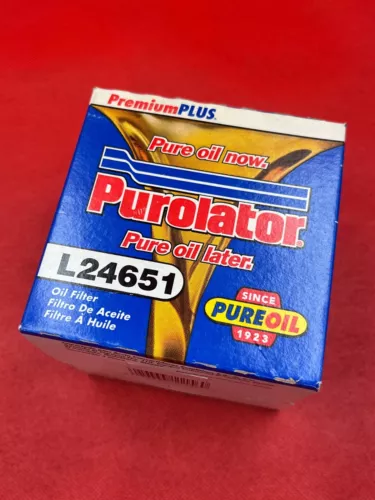 PremiumPLUS.
Pure oil now.
Purolator®
Pure oil later.
L24651
Oil Filter
Filtro De Aceite
Filtre À Huile
SINCE
PUREOIL
1923